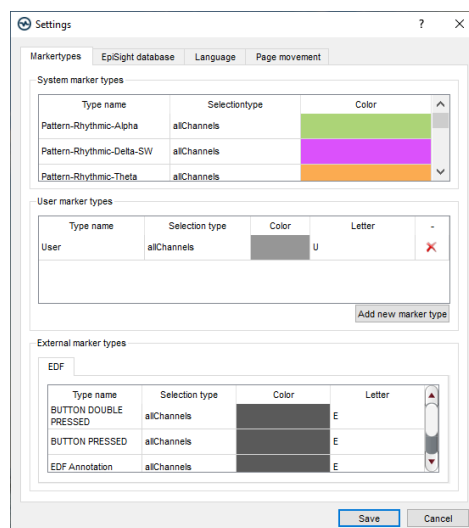 Settings
?
Markertypes EpiSight database Language Page movement
System marker types
Type name Selectiontype Color
Pattern-Rhythmic-Alpha allChannels
Pattern-Rhythmic-Delta-SW allChannels
Pattern-Rhythmic-Theta allChannels
User marker types
Type name Selection type Color Letter -
User allChannels U
Add new marker type
External marker types
EDF
Type name Selection type Color Letter
BUTTON DOUBLE
PRESSED allChannels E
BUTTON PRESSED allChannels E
EDF Annotation allChannels E
Save Cancel